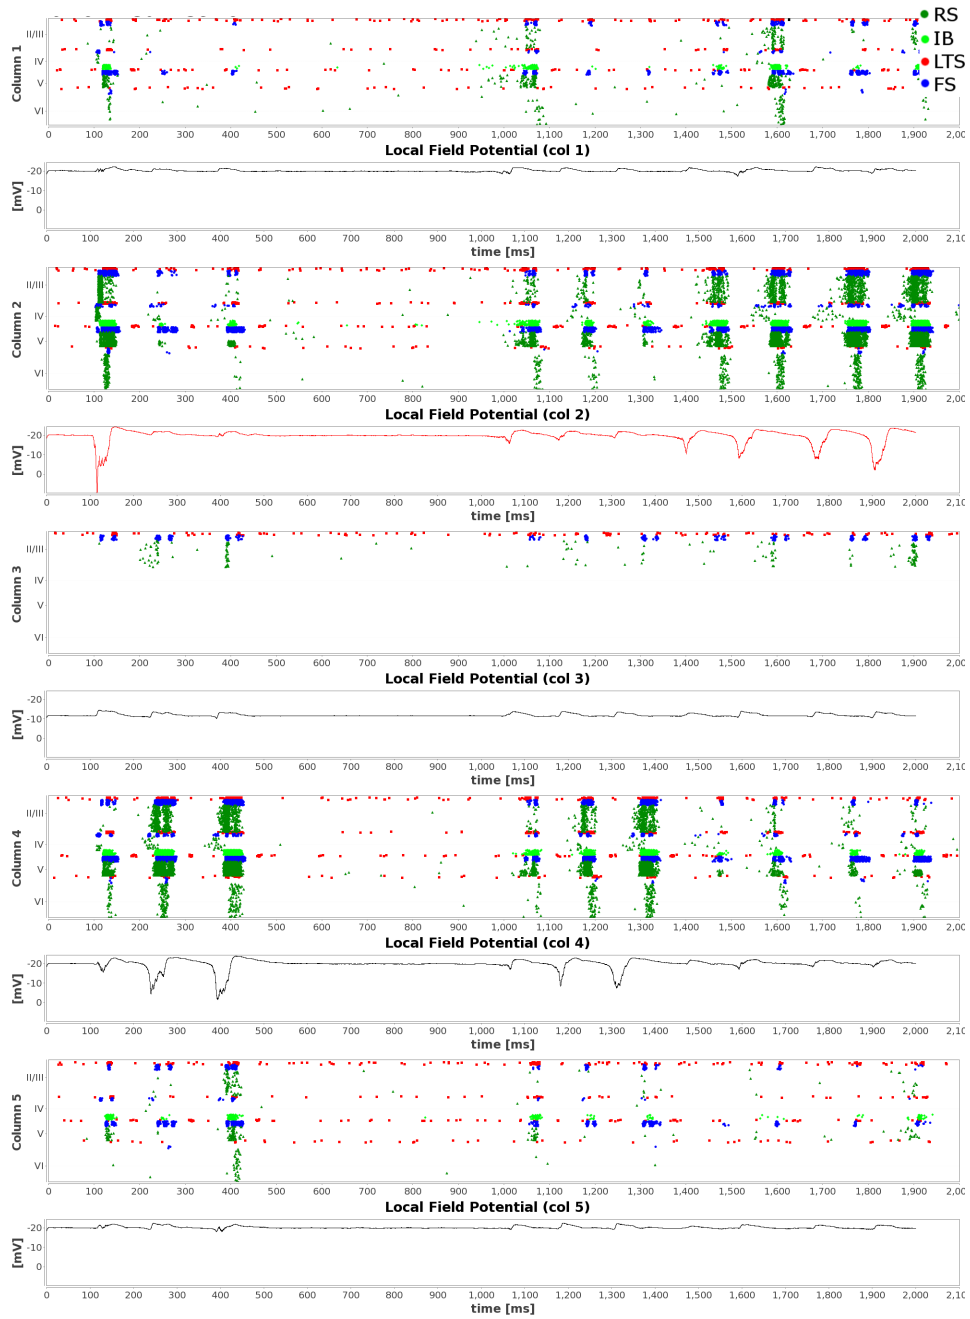 RS
IB
LTS
FS
Column 1
II/III
IV
V
VI
0 100 200 300 400 500 600 700 800 900 1,000 1,100 1,200 1,300 1,400 1,500 1,600 1,700 1,800 1,900 2,00
Local Field Potential (col 1)
[mV]
-20
-10
0
0 100 200 300 400 500 600 700 800 900 1,000 1,100 1,200 1,300 1,400 1,500 1,600 1,700 1,800 1,900 2,000 2,10
time [ms]
Column 2
II/III
IV
V
VI
0 100 200 300 400 500 600 700 800 900 1,000 1,100 1,200 1,300 1,400 1,500 1,600 1,700 1,800 1,900 2,00
Local Field Potential (col 2)
[mV]
-20
-10
0
0 100 200 300 400 500 600 700 800 900 1,000 1,100 1,200 1,300 1,400 1,500 1,600 1,700 1,800 1,900 2,000 2,10
time [ms]
Column 3
II/III
IV
V
VI
0 100 200 300 400 500 600 700 800 900 1,000 1,100 1,200 1,300 1,400 1,500 1,600 1,700 1,800 1,900 2,00
Local Field Potential (col 3)
[mV]
-20
-10
0
0 100 200 300 400 500 600 700 800 900 1,000 1,100 1,200 1,300 1,400 1,500 1,600 1,700 1,800 1,900 2,000 2,10
time [ms]
Column 4
II/III
IV
V
VI
0 100 200 300 400 500 600 700 800 900 1,000 1,100 1,200 1,300 1,400 1,500 1,600 1,700 1,800 1,900 2,00
Local Field Potential (col 4)
[mV]
-20
-10
0
0 100 200 300 400 500 600 700 800 900 1,000 1,100 1,200 1,300 1,400 1,500 1,600 1,700 1,800 1,900 2,000 2,10
time [ms]
Column 5
II/III
IV
V
VI
0 100 200 300 400 500 600 700 800 900 1,000 1,100 1,200 1,300 1,400 1,500 1,600 1,700 1,800 1,900 2,00
Local Field Potential (col 5)
[mV]
-20
-10
0
0 100 200 300 400 500 600 700 800 900 1,000 1,100 1,200 1,300 1,400 1,500 1,600 1,700 1,800 1,900 2,000 2,10
time [ms]